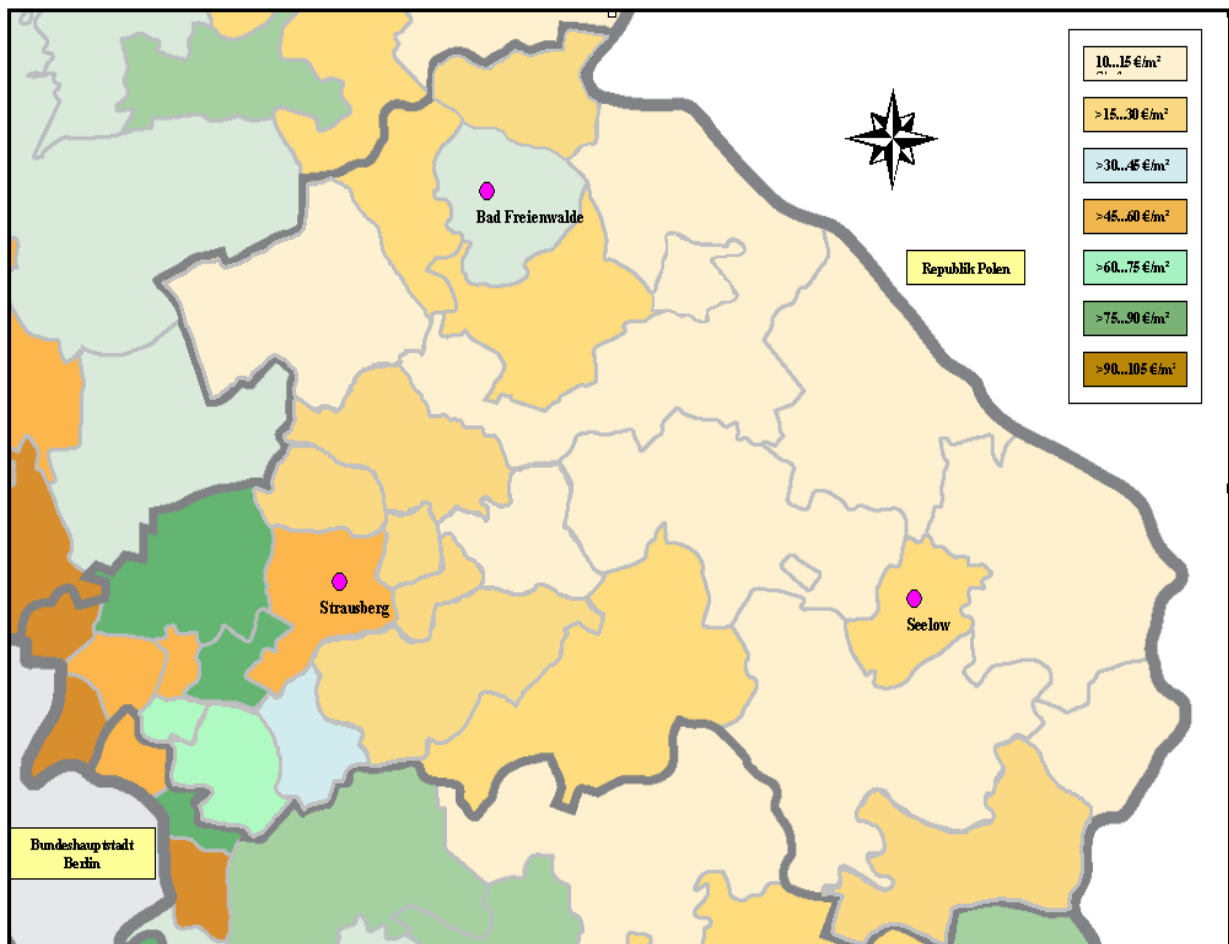 10...15 €/m²
>15...30 €/m²
>30...45 €/m²
>45...60 €/m²
>60...75 €/m²
>75...90 €/m²
>90...105 €/m²
Bad Freienwalde
Republik Polen
Strausberg
Seelow
Bundeshauptstadt
Berlin